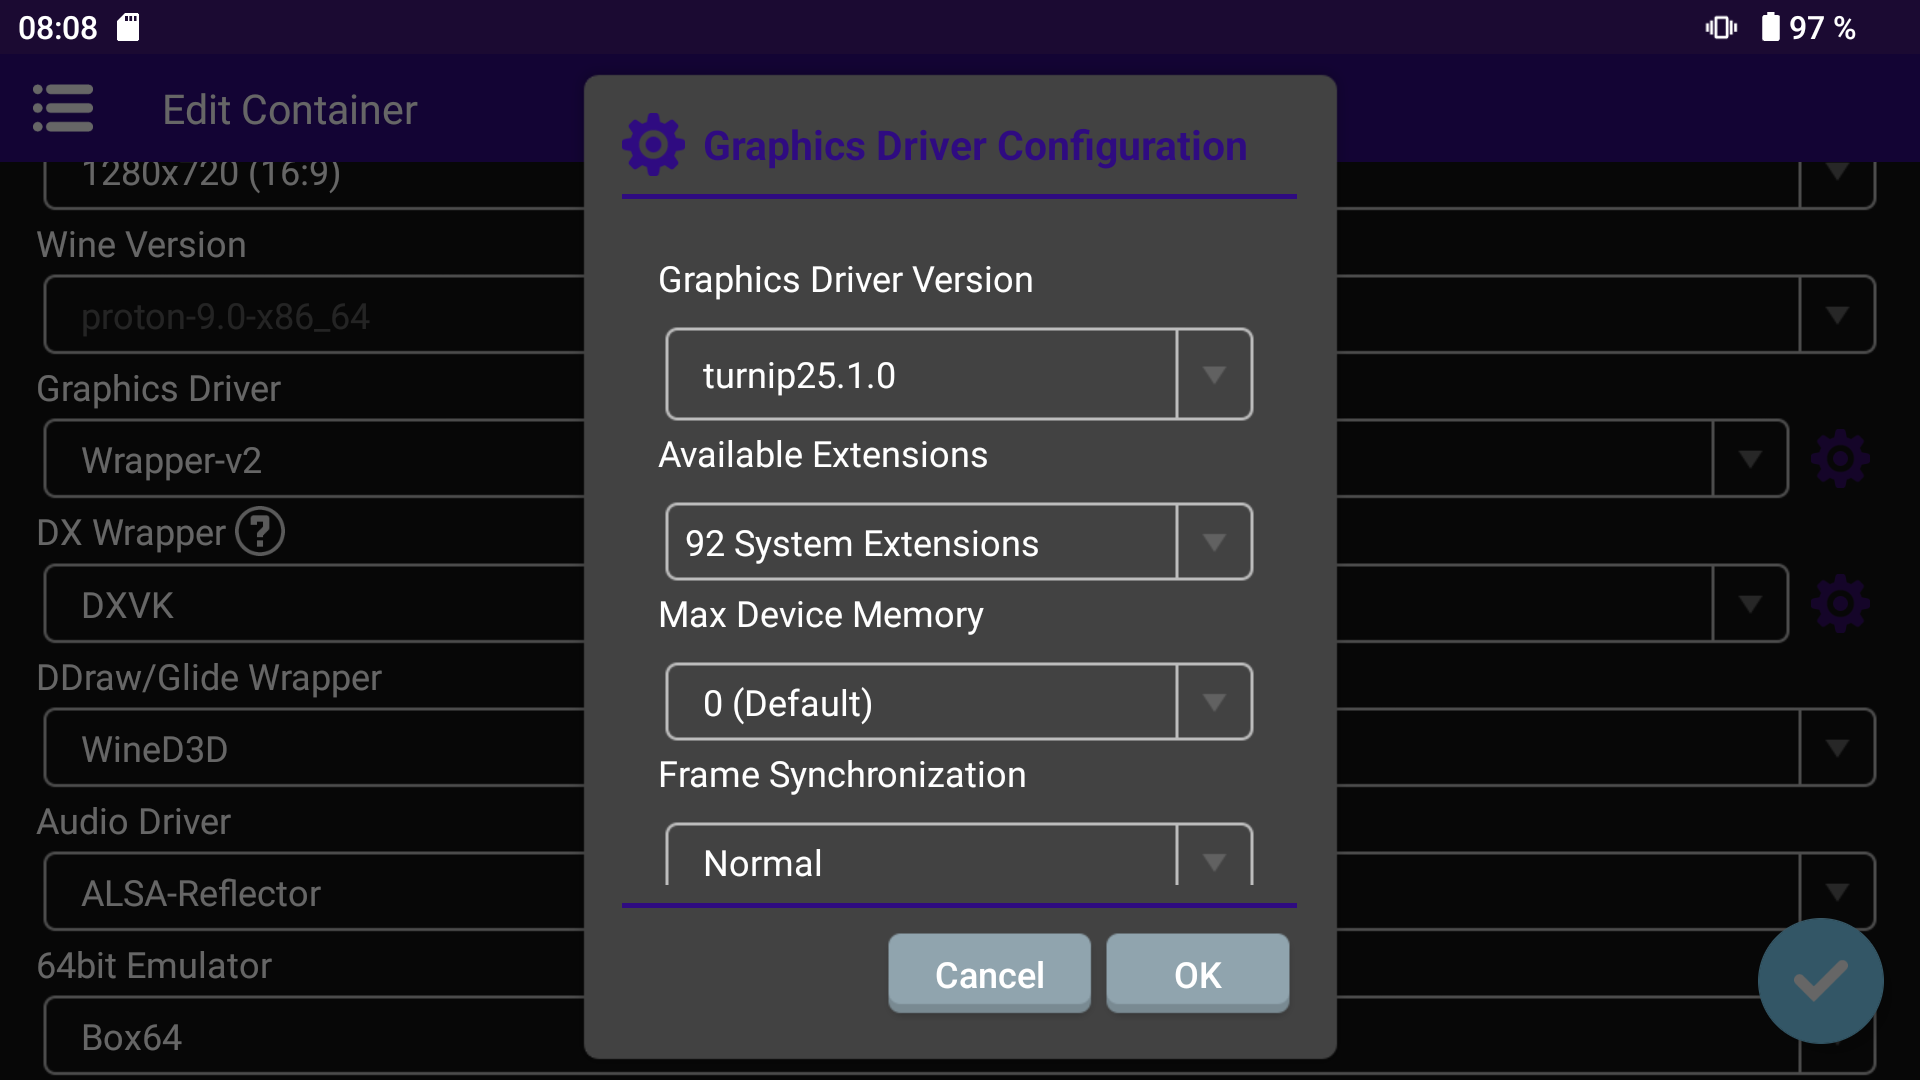 08:08
97 %
Edit Container
1280x720 (16:9)
Wine Version
proton-9.0-x86_64
Graphics Driver
Wrapper-v2
DX Wrapper ?
DXVK
DDraw/Glide Wrapper
WineD3D
Audio Driver
ALSA-Reflector
64bit Emulator
Box64
Graphics Driver Configuration
Graphics Driver Version
turnip25.1.0
Available Extensions
92 System Extensions
Max Device Memory
0 (Default)
Frame Synchronization
Normal
Cancel
OK